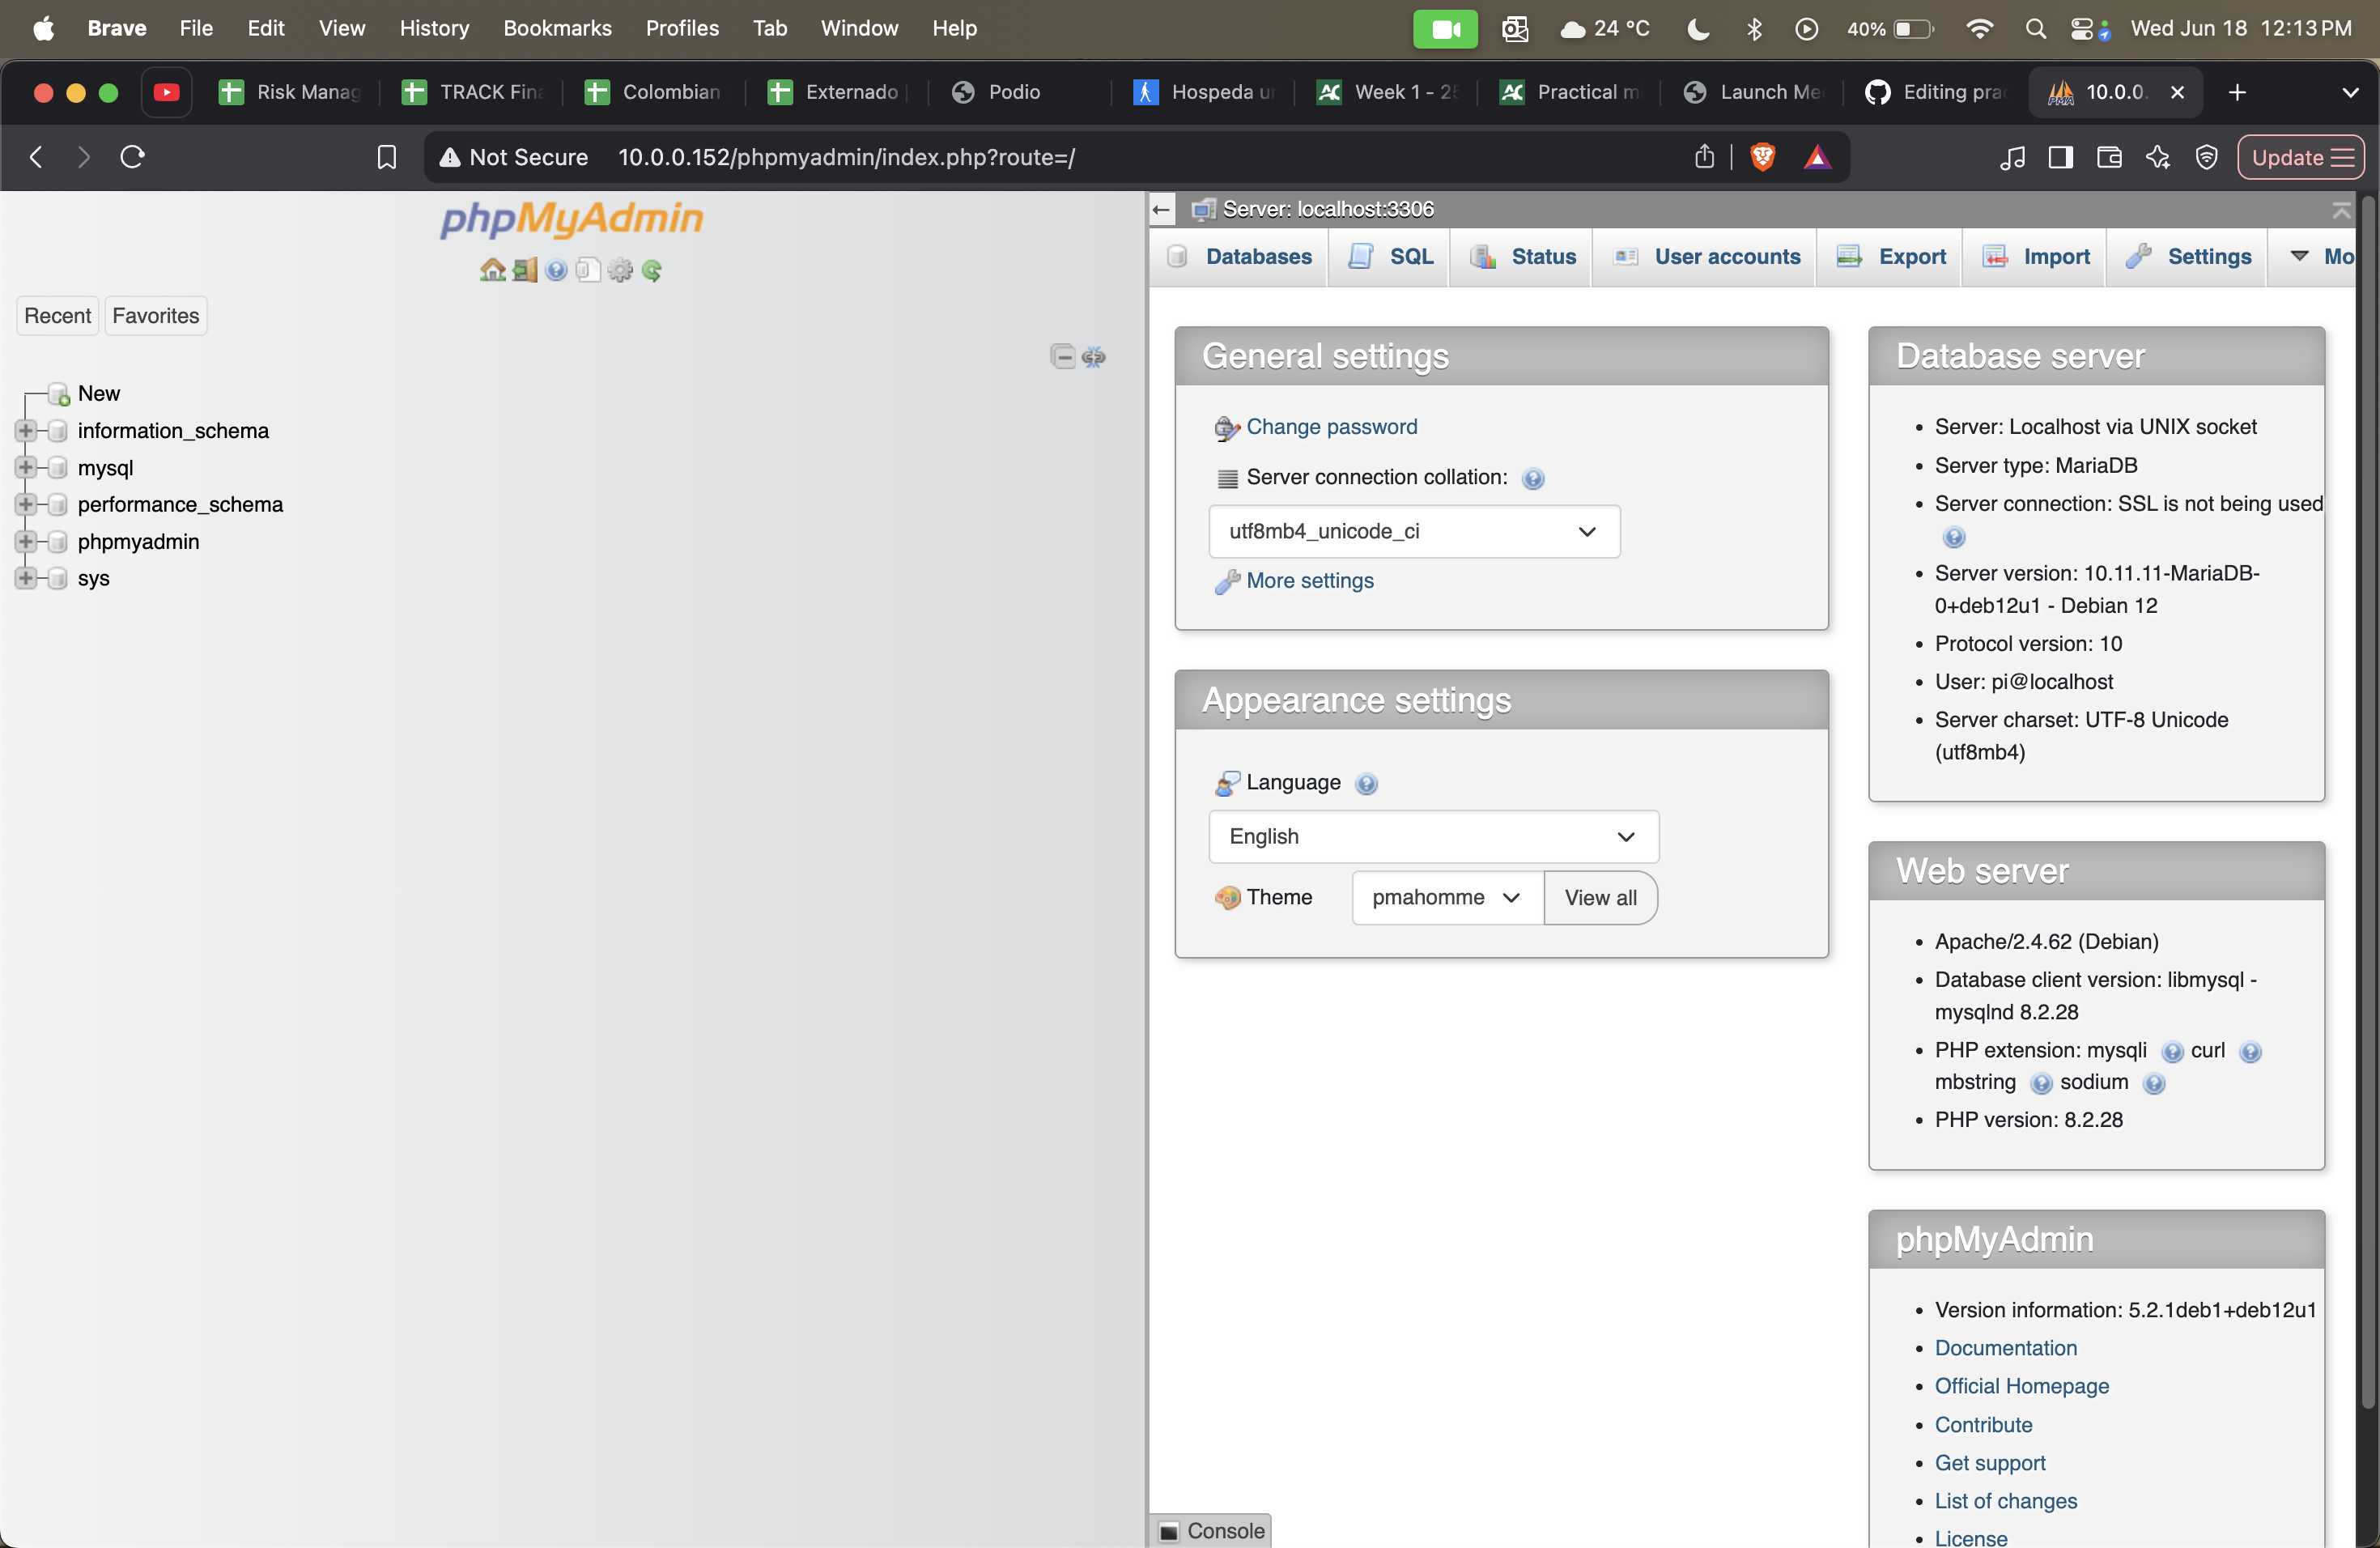 Brave File Edit View History Bookmarks Profiles Tab Window Help 24 °C 40% Wed Jun 18 12:13 PM
Risk Manag TRACK Fina Colombian Externado Podio Hospeda un Week 1 - 25 Practical m Launch Me Editing prac 10.0.0.
Not Secure 10.0.0.152/phpmyadmin/index.php?route=/ Update
phpMyAdmin
Recent Favorites
New
information_schema
mysql
performance_schema
phpmyadmin
sys
Server: localhost:3306
Databases SQL Status User accounts Export Import Settings Mo
General settings
Change password
Server connection collation:
utf8mb4_unicode_ci
More settings
Appearance settings
Language
English
Theme pmahomme View all
Database server
Server: Localhost via UNIX socket
Server type: MariaDB
Server connection: SSL is not being used
Server version: 10.11.11-MariaDB-
0+deb12u1 - Debian 12
Protocol version: 10
User: pi@localhost
Server charset: UTF-8 Unicode
(utf8mb4)
Web server
Apache/2.4.62 (Debian)
Database client version: libmysql -
mysqlnd 8.2.28
PHP extension: mysqli curl
mbstring sodium
PHP version: 8.2.28
phpMyAdmin
Version information: 5.2.1deb1+deb12u1
Documentation
Official Homepage
Contribute
Get support
List of changes
License
Console